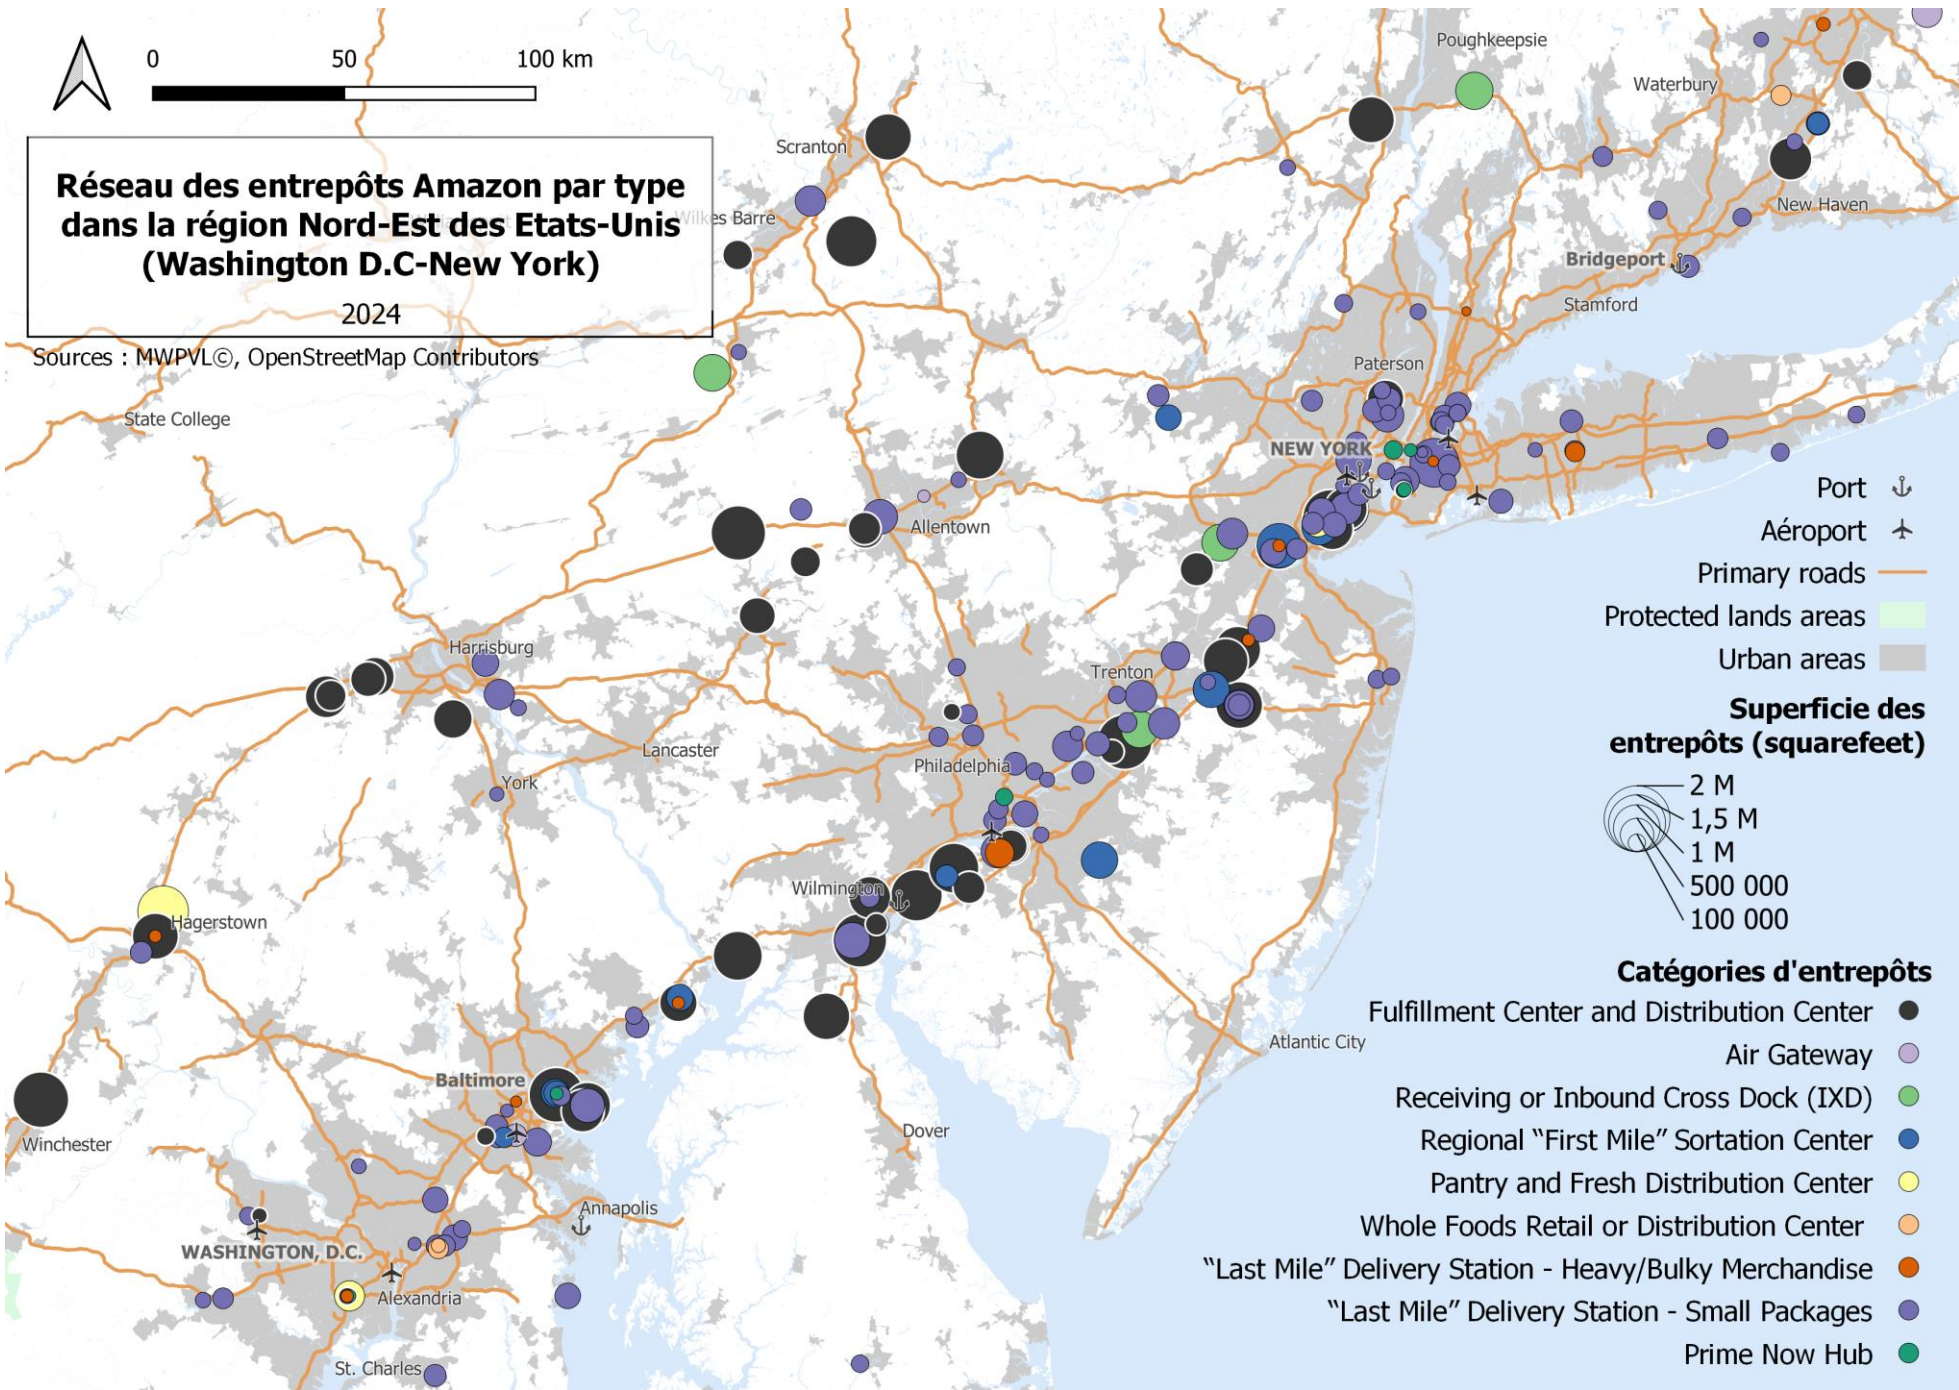 0 50 100 km
Réseau des entrepôts Amazon par type
dans la région Nord-Est des Etats-Unis
(Washington D.C-New York)
2024
Sources : MWPVL©, OpenStreetMap Contributors
Poughkeepsie
Waterbury
Scranton
Wilkes Barre
New Haven
Bridgeport
Stamford
Paterson
State College
NEW YORK
Allentown
Harrisburg
Trenton
Lancaster
Philadelphia
York
Wilmington
Hagerstown
Atlantic City
Baltimore
Dover
Winchester
Annapolis
WASHINGTON, D.C.
Alexandria
St. Charles
Port
Aéroport
Primary roads
Protected lands areas
Urban areas
Superficie des
entrepôts (squarefeet)
2 M
1,5 M
1 M
500 000
100 000
Catégories d'entrepôts
Fulfillment Center and Distribution Center
Air Gateway
Receiving or Inbound Cross Dock (IXD)
Regional “First Mile” Sortation Center
Pantry and Fresh Distribution Center
Whole Foods Retail or Distribution Center
“Last Mile” Delivery Station - Heavy/Bulky Merchandise
“Last Mile” Delivery Station - Small Packages
Prime Now Hub